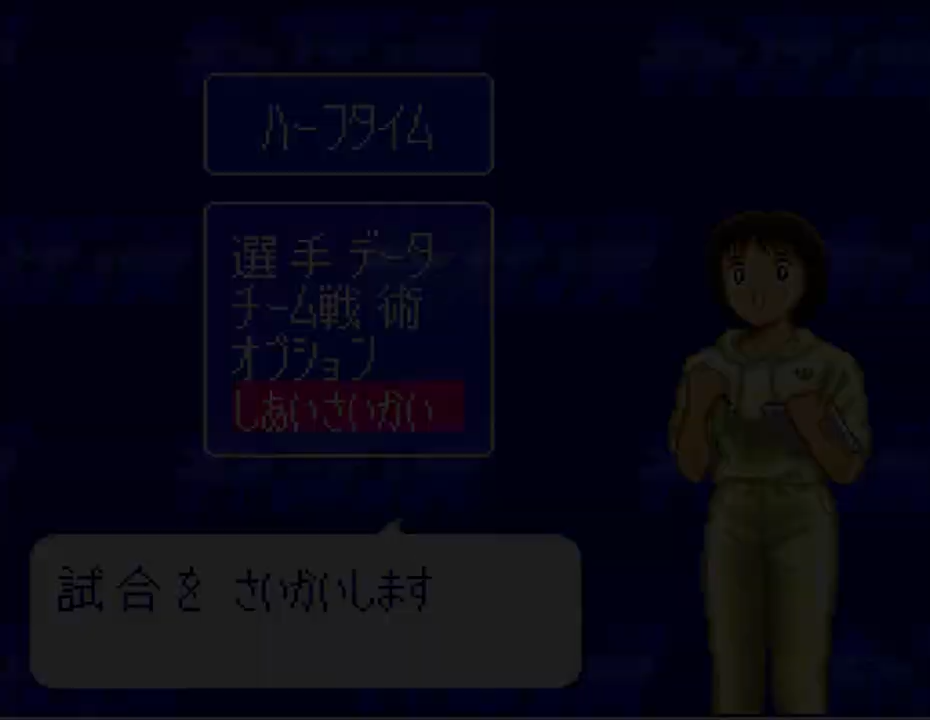 ハーフタイム
選手データ
チーム戦術
オプション
しあいさいかい
試合を さいかいします